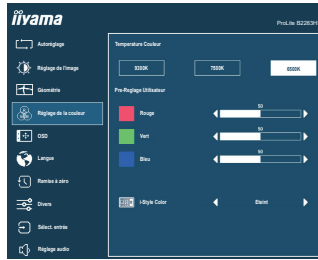 iiyama
ProLite B2283H
Autoréglage
Temperature Couleur
Réglage de l'image
9300K
7500K
6500K
Géométrie
Pre-Reglage Utilisateur
Réglage de la couleur
Rouge
50
OSD
Vert
50
Langue
Bleu
50
Remise à zéro
Divers
i-Style Color
Eteint
Sélect. entrée
Réglage audio